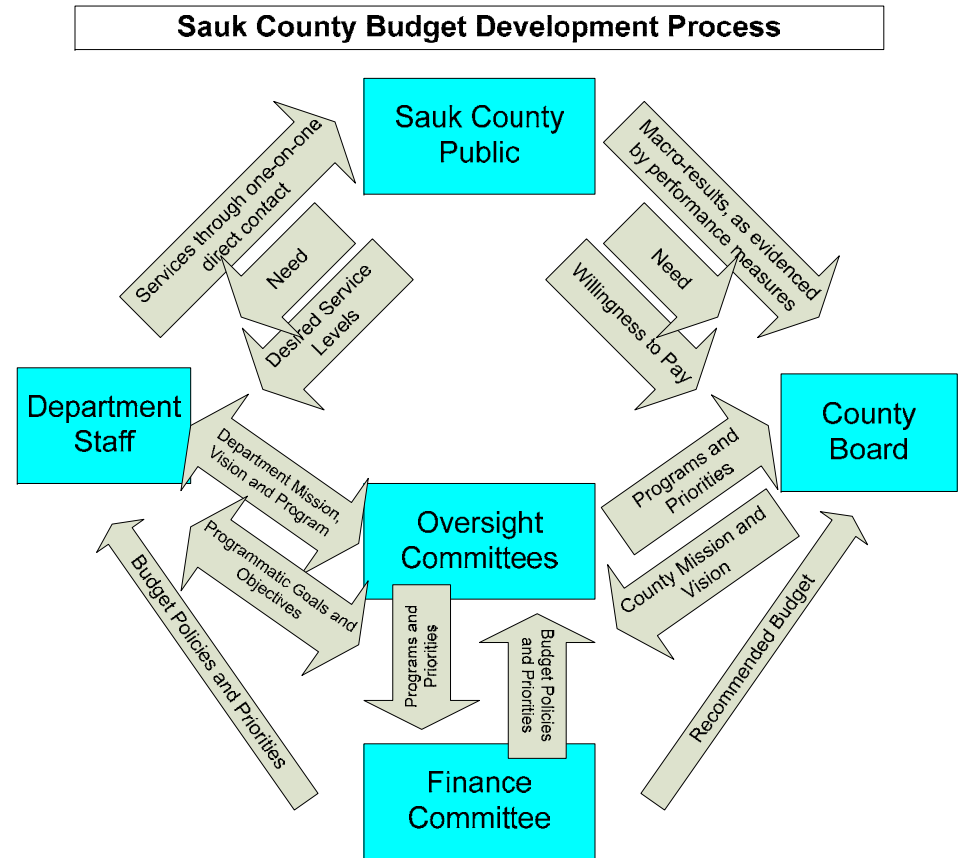 Sauk County Budget Development Process
Sauk County
Public
Services through one-on-one
direct contact
Need
Desired Service
Levels
Macro-results, as evidenced
by performance measures
Need
Willingness to Pay
Department
Staff
County
Board
Department Mission,
Vision and Program
Programmatic Goals and
Objectives
Oversight
Committees
Programs and
Priorities
County Mission and
Vision
Budget Policies and Priorities
Programs and
Priorities
Budget Policies
and Priorities
Recommended Budget
Finance
Committee